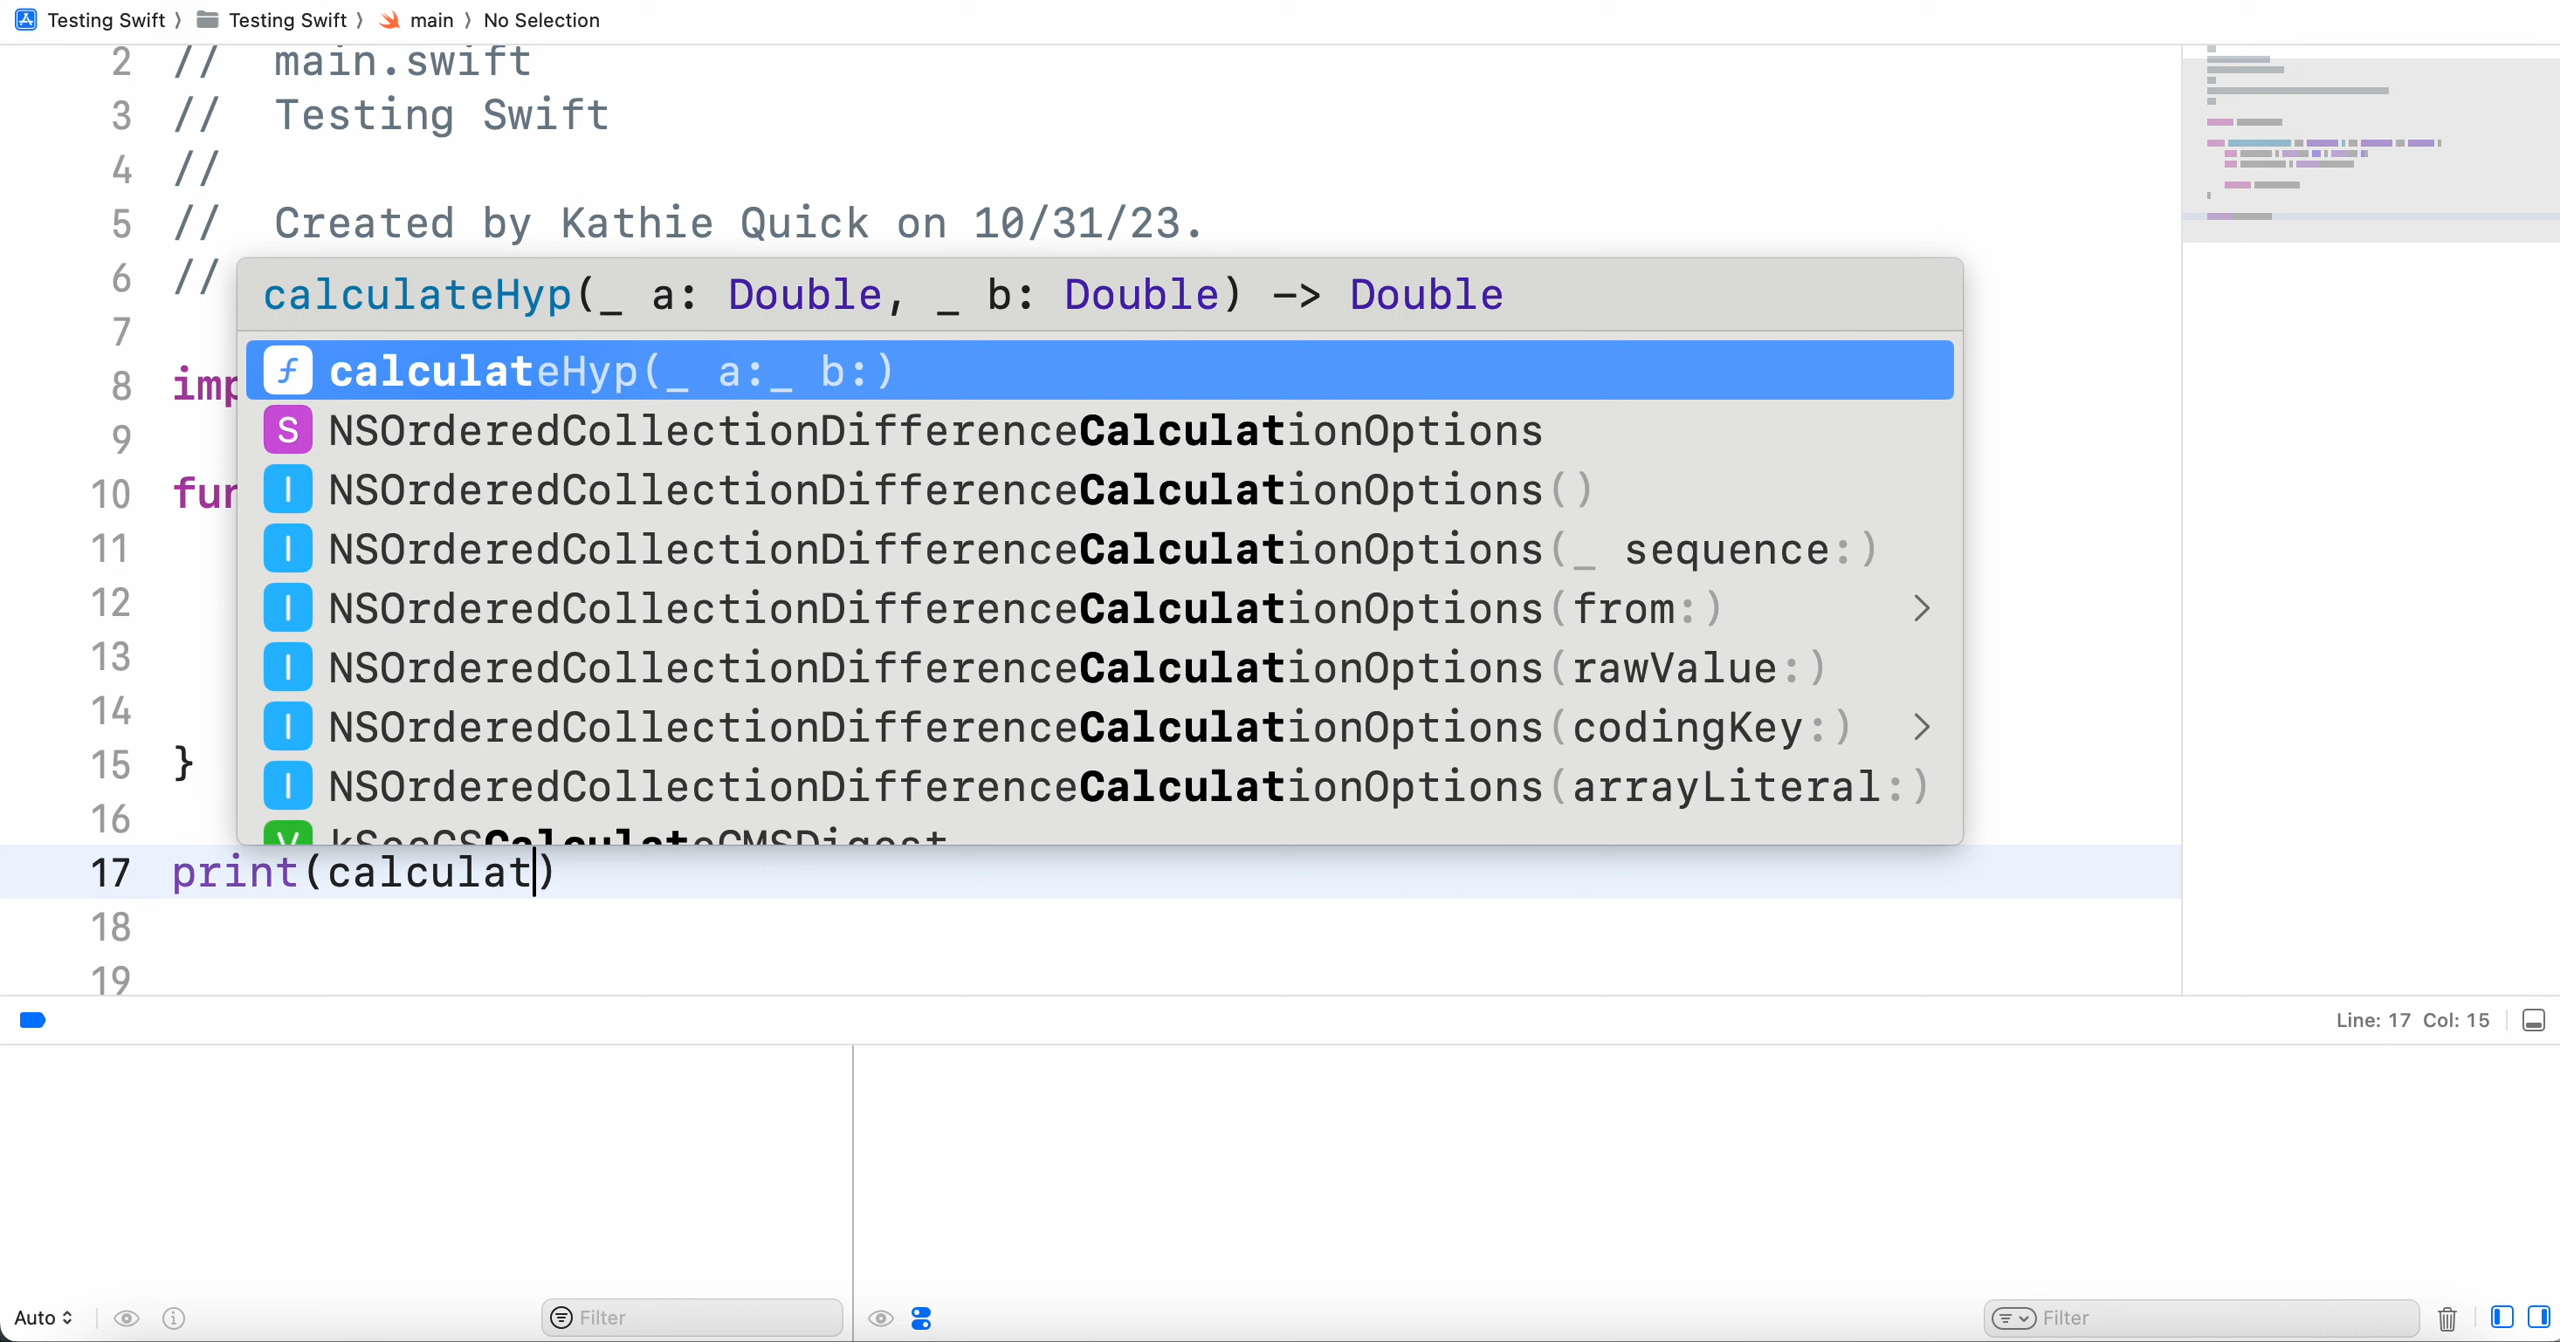 Testing Swift 〉 Testing Swift 〉 main 〉 No Selection
2 // main.swift
3 // Testing Swift
4 //
5 // Created by Kathie Quick on 10/31/23.
6 //
calculateHyp(_ a: Double, _ b: Double) -> Double
7
8 imp
calculateHyp(_ a:_ b:)
9
S NSOrderedCollectionDifferenceCalculationOptions
10 fun
I NSOrderedCollectionDifferenceCalculationOptions()
11
I NSOrderedCollectionDifferenceCalculationOptions(_ sequence:)
12
I NSOrderedCollectionDifferenceCalculationOptions(from:)
13
I NSOrderedCollectionDifferenceCalculationOptions(rawValue:)
14
I NSOrderedCollectionDifferenceCalculationOptions(codingKey:)
15 }
I NSOrderedCollectionDifferenceCalculationOptions(arrayLiteral:)
16
V kSecCSCalculateCMSDigest
17 print(calculat)
18
19
Line: 17 Col: 15
Auto
Filter
Filter